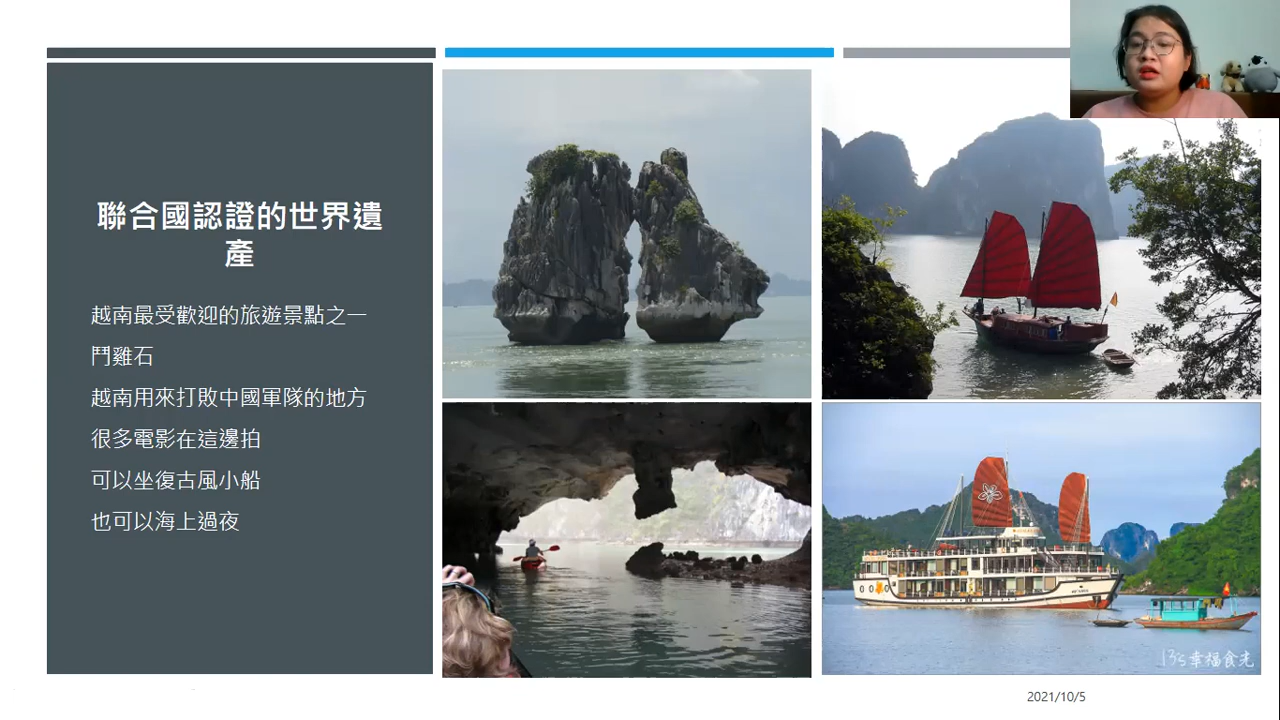 聯合國認證的世界遺
產
越南最受歡迎的旅遊景點之一
鬥雞石
越南用來打敗中國軍隊的地方
很多電影在這邊拍
可以坐復古風小船
也可以海上過夜
幸福食光
2021/10/5